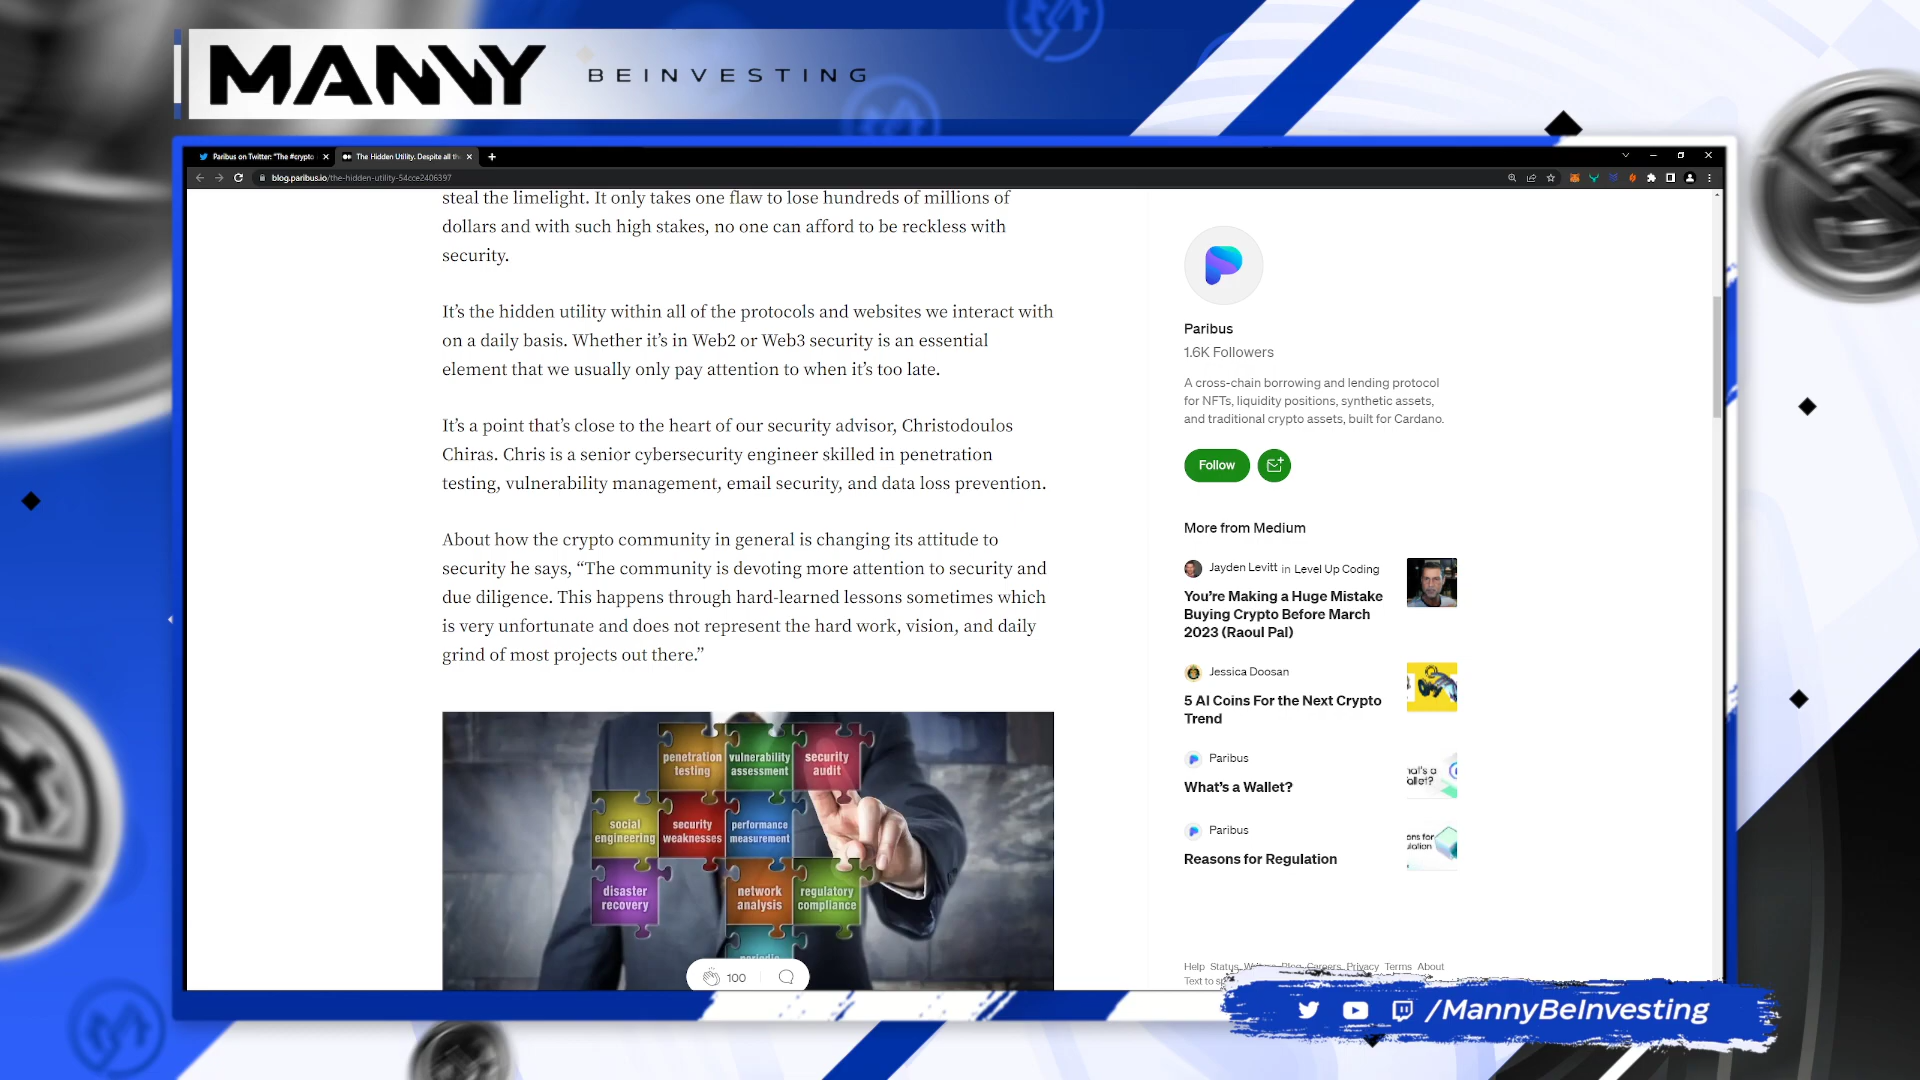 MANNY
BEINVESTING
Paribus on Twitter: "The #crypto
The Hidden Utility. Despite all th
blog.paribus.io/the-hidden-utility-54cce2406397
steal the limelight. It only takes one flaw to lose hundreds of millions of
dollars and with such high stakes, no one can afford to be reckless with
security.
It’s the hidden utility within all of the protocols and websites we interact with
on a daily basis. Whether it’s in Web2 or Web3 security is an essential
element that we usually only pay attention to when it’s too late.
It’s a point that’s close to the heart of our security advisor, Christodoulos
Chiras. Chris is a senior cybersecurity engineer skilled in penetration
testing, vulnerability management, email security, and data loss prevention.
About how the crypto community in general is changing its attitude to
security he says, “The community is devoting more attention to security and
due diligence. This happens through hard-learned lessons sometimes which
is very unfortunate and does not represent the hard work, vision, and daily
grind of most projects out there.”
penetration
testing
vulnerability
assessment
security
audit
social
engineering
security
weaknesses
performance
measurement
disaster
recovery
network
analysis
regulatory
compliance
100
Paribus
1.6K Followers
A cross-chain borrowing and lending protocol
for NFTs, liquidity positions, synthetic assets,
and traditional crypto assets, built for Cardano.
Follow
More from Medium
Jayden Levitt in Level Up Coding
You’re Making a Huge Mistake
Buying Crypto Before March
2023 (Raoul Pal)
Jessica Doosan
5 AI Coins For the Next Crypto
Trend
Paribus
What’s a Wallet?
Paribus
Reasons for Regulation
Help Status Writers Blog Careers Privacy Terms About
Text to
/MannyBeInvesting